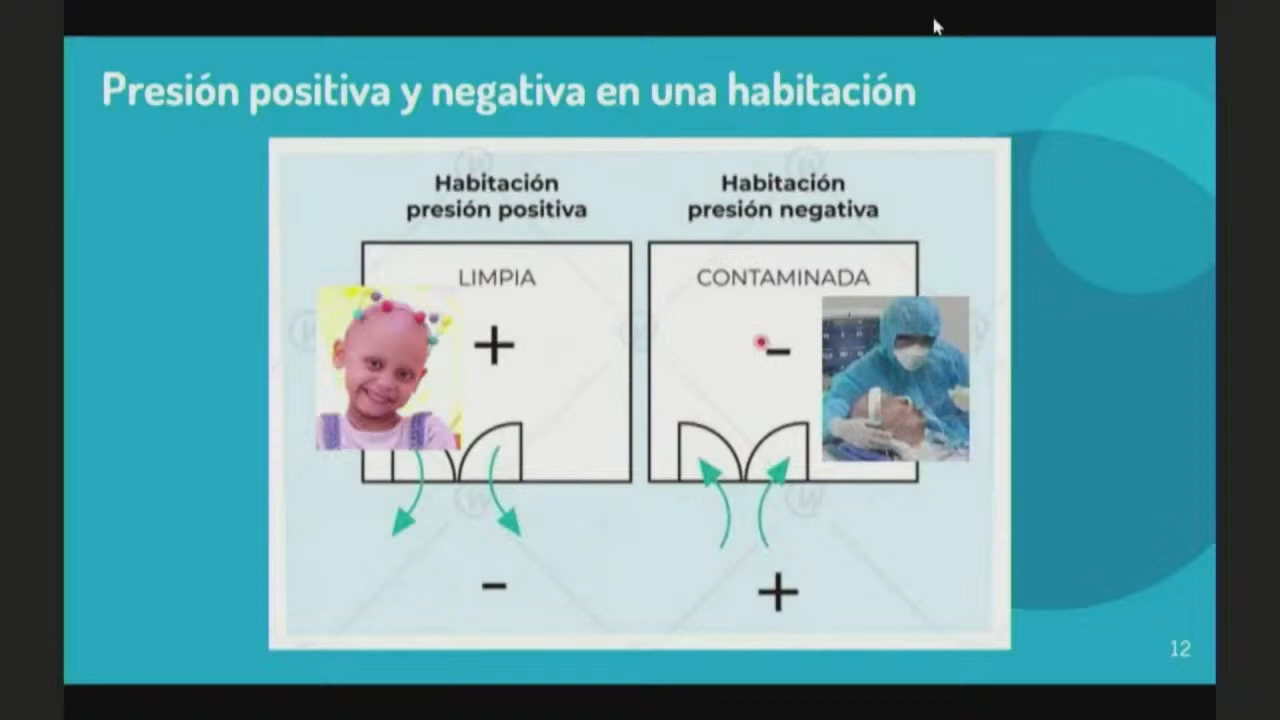 Presión positiva y negativa en una habitación
Habitación
presión positiva
Habitación
presión negativa
LIMPIA
CONTAMINADA
+
-
-
+
12